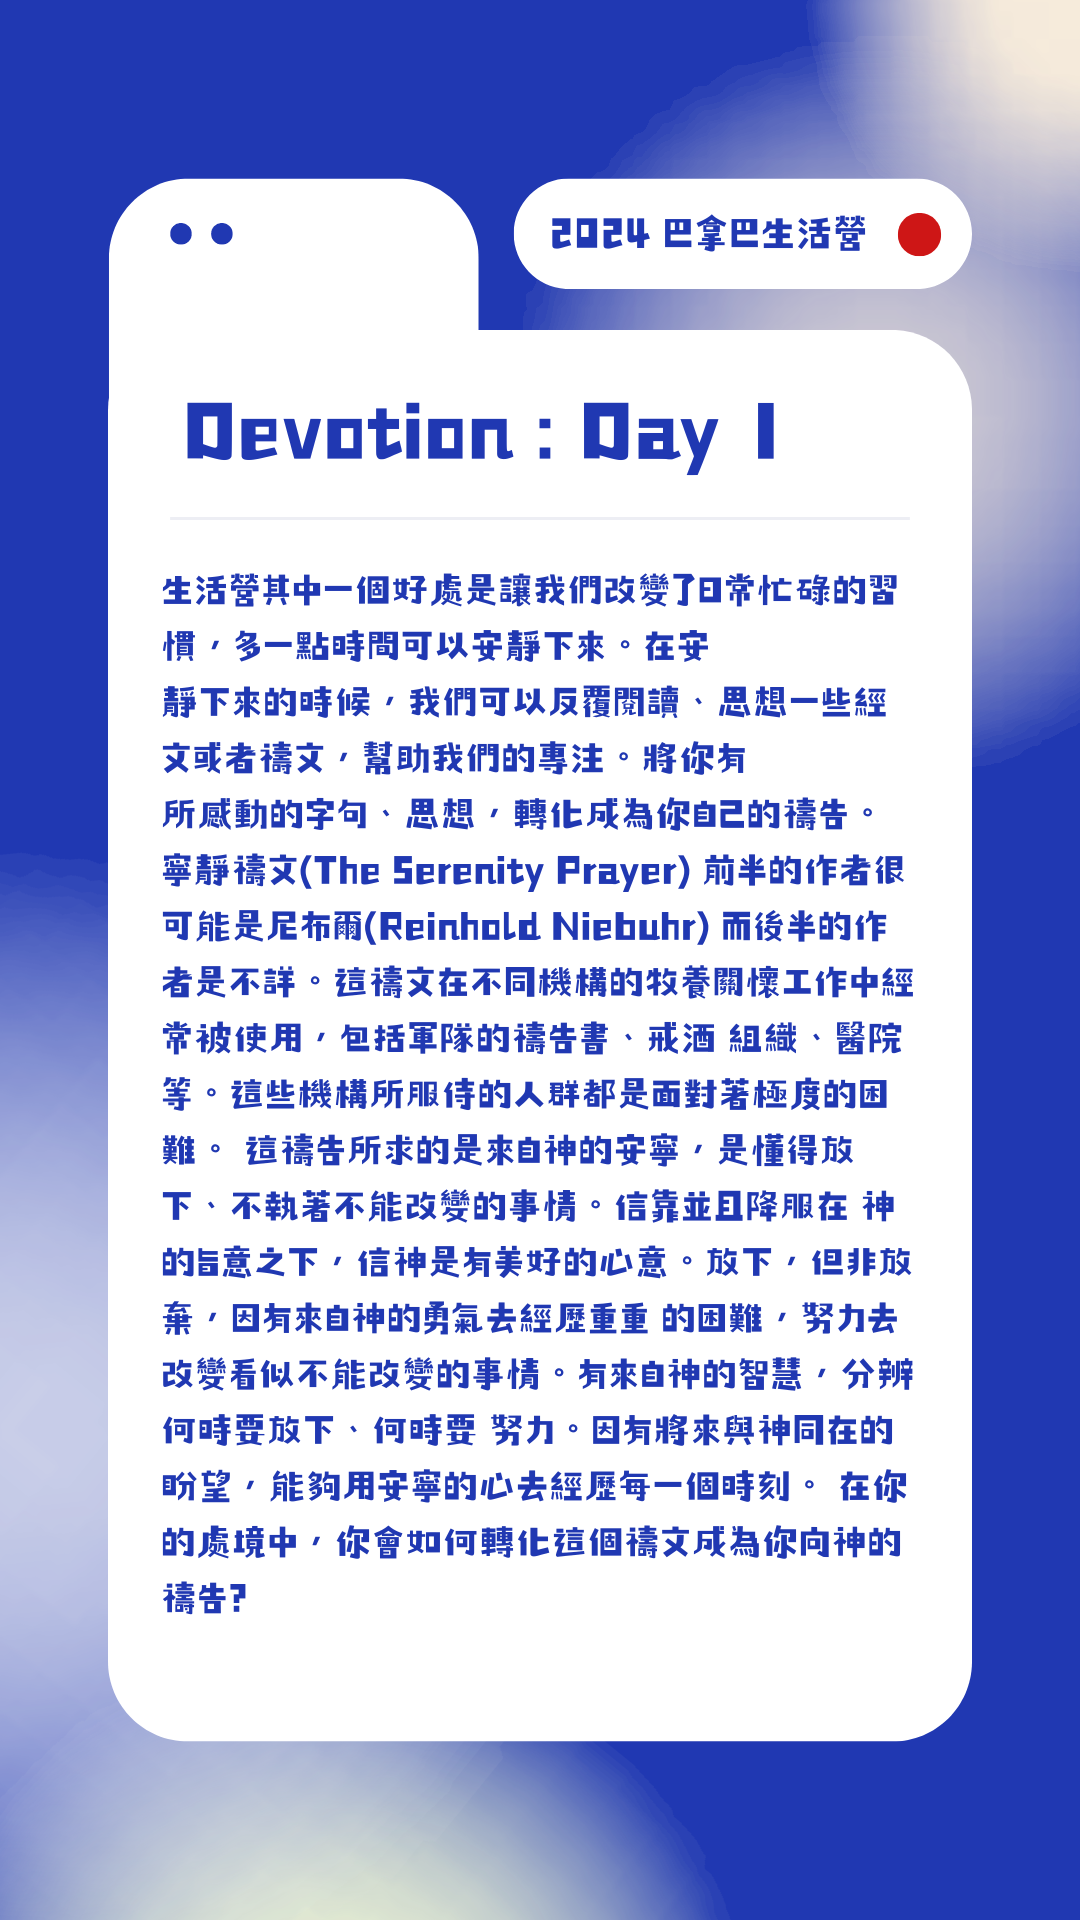 2024 巴拿巴生活營
Devotion : Day 1
生活營其中一個好處是讓我們改變了日常忙碌的習
慣，多一點時間可以安靜下來。在安
靜下來的時候，我們可以反覆閱讀、思想一些經
文或者禱文，幫助我們的專注。將你有
所感動的字句、思想，轉化成為你自己的禱告。
寧靜禱文(The Serenity Prayer) 前半的作者很
可能是尼布爾(Reinhold Niebuhr) 而後半的作
者是不詳。這禱文在不同機構的牧養關懷工作中經
常被使用，包括軍隊的禱告書、戒酒 組織、醫院
等。這些機構所服侍的人群都是面對著極度的困
難。 這禱告所求的是來自神的安寧，是懂得放
下、不執著不能改變的事情。信靠並且降服在 神
的旨意之下，信神是有美好的心意。放下，但非放
棄，因有來自神的勇氣去經歷重重 的困難，努力去
改變看似不能改變的事情。有來自神的智慧，分辨
何時要放下、何時要 努力。因有將來與神同在的
盼望，能夠用安寧的心去經歷每一個時刻。 在你
的處境中，你會如何轉化這個禱文成為你向神的
禱告?